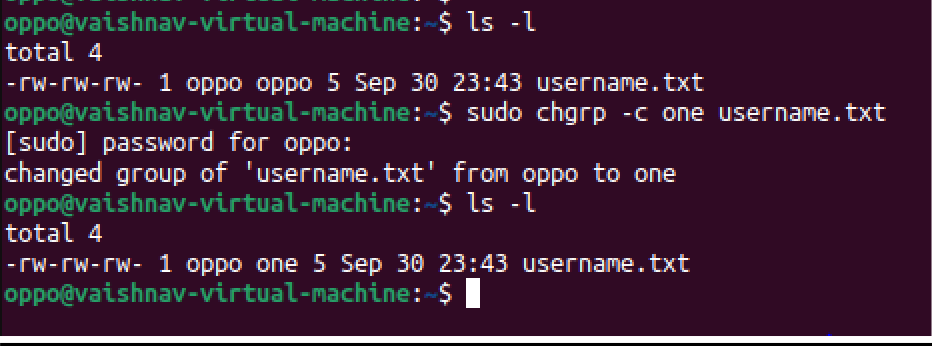 oppo@vaishnav-virtual-machine:~$ ls -l
total 4
-rw-rw-rw- 1 oppo oppo 5 Sep 30 23:43 username.txt
oppo@vaishnav-virtual-machine:~$ sudo chgrp -c one username.txt
[sudo] password for oppo:
changed group of 'username.txt' from oppo to one
oppo@vaishnav-virtual-machine:~$ ls -l
total 4
-rw-rw-rw- 1 oppo one 5 Sep 30 23:43 username.txt
oppo@vaishnav-virtual-machine:~$